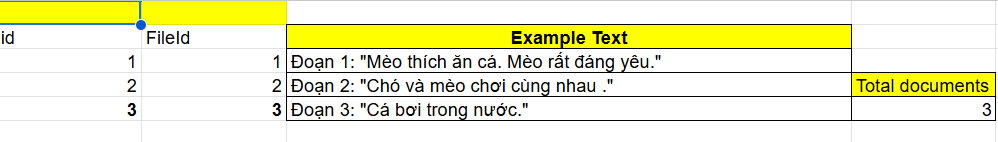 id FileId Example Text
1 1 Đoạn 1: "Mèo thích ăn cá. Mèo rất đáng yêu."
2 2 Đoạn 2: "Chó và mèo chơi cùng nhau ." Total documents
3 3 Đoạn 3: "Cá bơi trong nước." 3